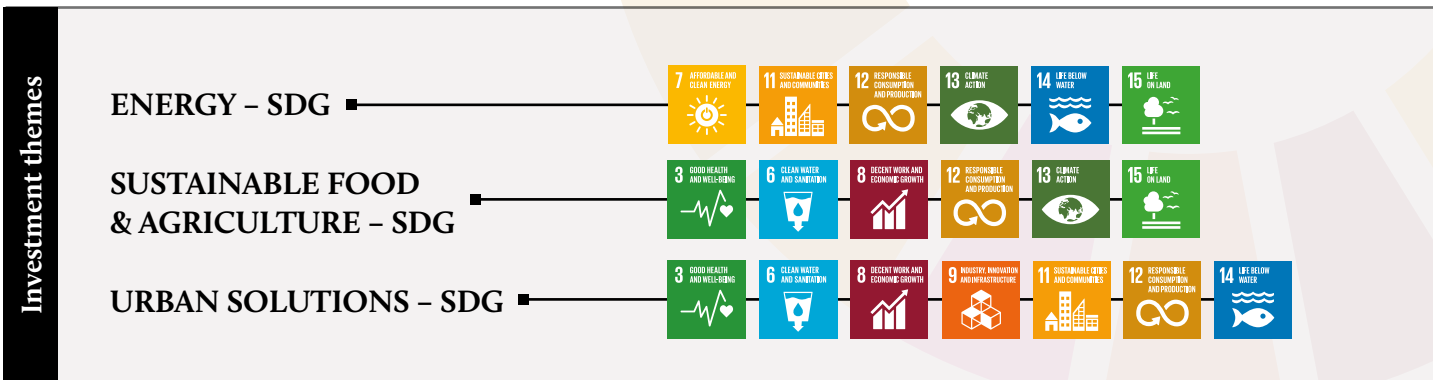 Investment themes
ENERGY – SDG
7 AFFORDABLE AND
CLEAN ENERGY
11 SUSTAINABLE CITIES
AND COMMUNITIES
12 RESPONSIBLE
CONSUMPTION
AND PRODUCTION
13 CLIMATE
ACTION
14 LIFE BELOW
WATER
15 LIFE
ON LAND
SUSTAINABLE FOOD
& AGRICULTURE – SDG
3 GOOD HEALTH
AND WELL-BEING
6 CLEAN WATER
AND SANITATION
8 DECENT WORK AND
ECONOMIC GROWTH
12 RESPONSIBLE
CONSUMPTION
AND PRODUCTION
13 CLIMATE
ACTION
15 LIFE
ON LAND
URBAN SOLUTIONS – SDG
3 GOOD HEALTH
AND WELL-BEING
6 CLEAN WATER
AND SANITATION
8 DECENT WORK AND
ECONOMIC GROWTH
9 INDUSTRY, INNOVATION
AND INFRASTRUCTURE
11 SUSTAINABLE CITIES
AND COMMUNITIES
12 RESPONSIBLE
CONSUMPTION
AND PRODUCTION
14 LIFE BELOW
WATER